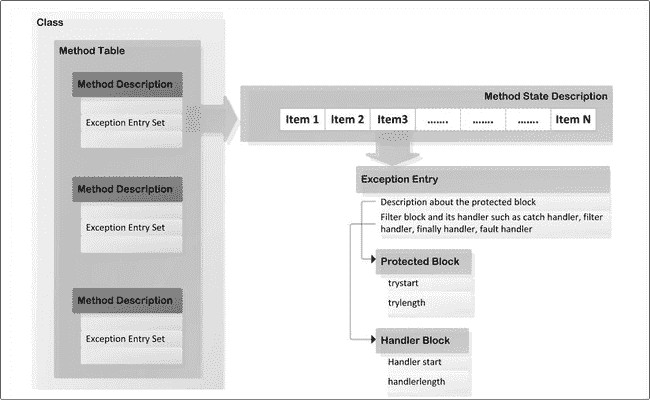 Class
Method Table
Method Description
Exception Entry Set
Method Description
Exception Entry Set
Method Description
Exception Entry Set
Method State Description
Item 1 Item 2 Item3 ....... ....... ....... Item N
Exception Entry
Description about the protected block
Filter block and its handler such as catch handler, filter
handler, finally handler, fault handler
Protected Block
trystart
trylength
Handler Block
Handler start
handlerlength